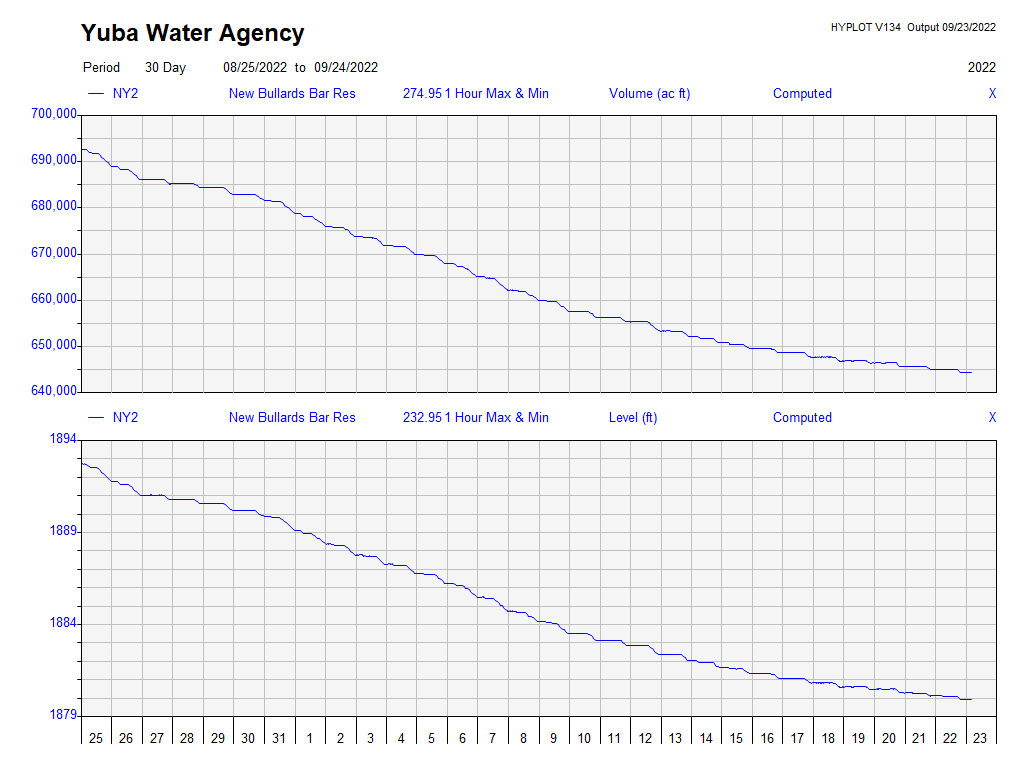 Yuba Water Agency
HYPLOT V134 Output 09/23/2022
Period 30 Day 08/25/2022 to 09/24/2022 2022
NY2 New Bullards Bar Res 274.95 1 Hour Max & Min Volume (ac ft) Computed X
700,000
690,000
680,000
670,000
660,000
650,000
640,000
NY2 New Bullards Bar Res 232.95 1 Hour Max & Min Level (ft) Computed X
1894
1889
1884
1879
25 26 27 28 29 30 31 1 2 3 4 5 6 7 8 9 10 11 12 13 14 15 16 17 18 19 20 21 22 23